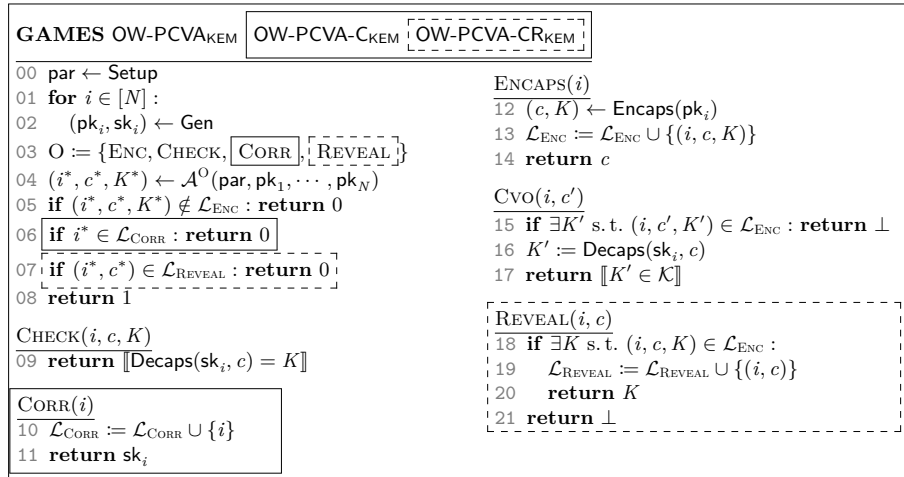 GAMES OW-PCVA_KEM OW-PCVA-C_KEM OW-PCVA-CR_KEM
00 par ← Setup
01 for i ∈ [N] :
02 (pk_i, sk_i) ← Gen
03 O := {ENC, CHECK, CORR, REVEAL}
04 (i*, c*, K*) ← A^O(par, pk_1, ⋯, pk_N)
05 if (i*, c*, K*) ∉ L_ENC : return 0
06 if i* ∈ L_CORR : return 0
07 if (i*, c*) ∈ L_REVEAL : return 0
08 return 1
CHECK(i, c, K)
09 return ⟦Decaps(sk_i, c) = K⟧
CORR(i)
10 L_CORR := L_CORR ∪ {i}
11 return sk_i
ENCAPS(i)
12 (c, K) ← Encaps(pk_i)
13 L_ENC := L_ENC ∪ {(i, c, K)}
14 return c
CVO(i, c′)
15 if ∃K′ s.t. (i, c′, K′) ∈ L_ENC : return ⊥
16 K′ := Decaps(sk_i, c)
17 return ⟦K′ ∈ K⟧
REVEAL(i, c)
18 if ∃K s.t. (i, c, K) ∈ L_ENC :
19 L_REVEAL := L_REVEAL ∪ {(i, c)}
20 return K
21 return ⊥